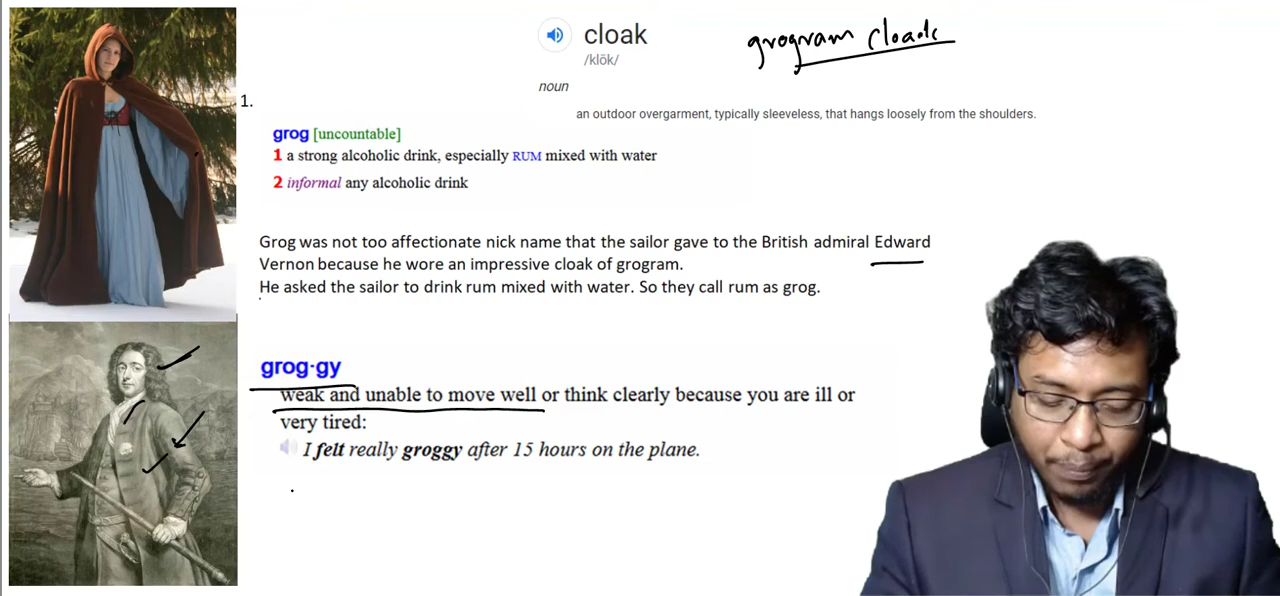 cloak
grogram cloak
/klōk/
noun
1.
an outdoor overgarment, typically sleeveless, that hangs loosely from the shoulders.
grog [uncountable]
1 a strong alcoholic drink, especially RUM mixed with water
2 informal any alcoholic drink
Grog was not too affectionate nick name that the sailor gave to the British admiral Edward
Vernon because he wore an impressive cloak of grogram.
He asked the sailor to drink rum mixed with water. So they call rum as grog.
grog·gy
weak and unable to move well or think clearly because you are ill or
very tired:
I felt really groggy after 15 hours on the plane.